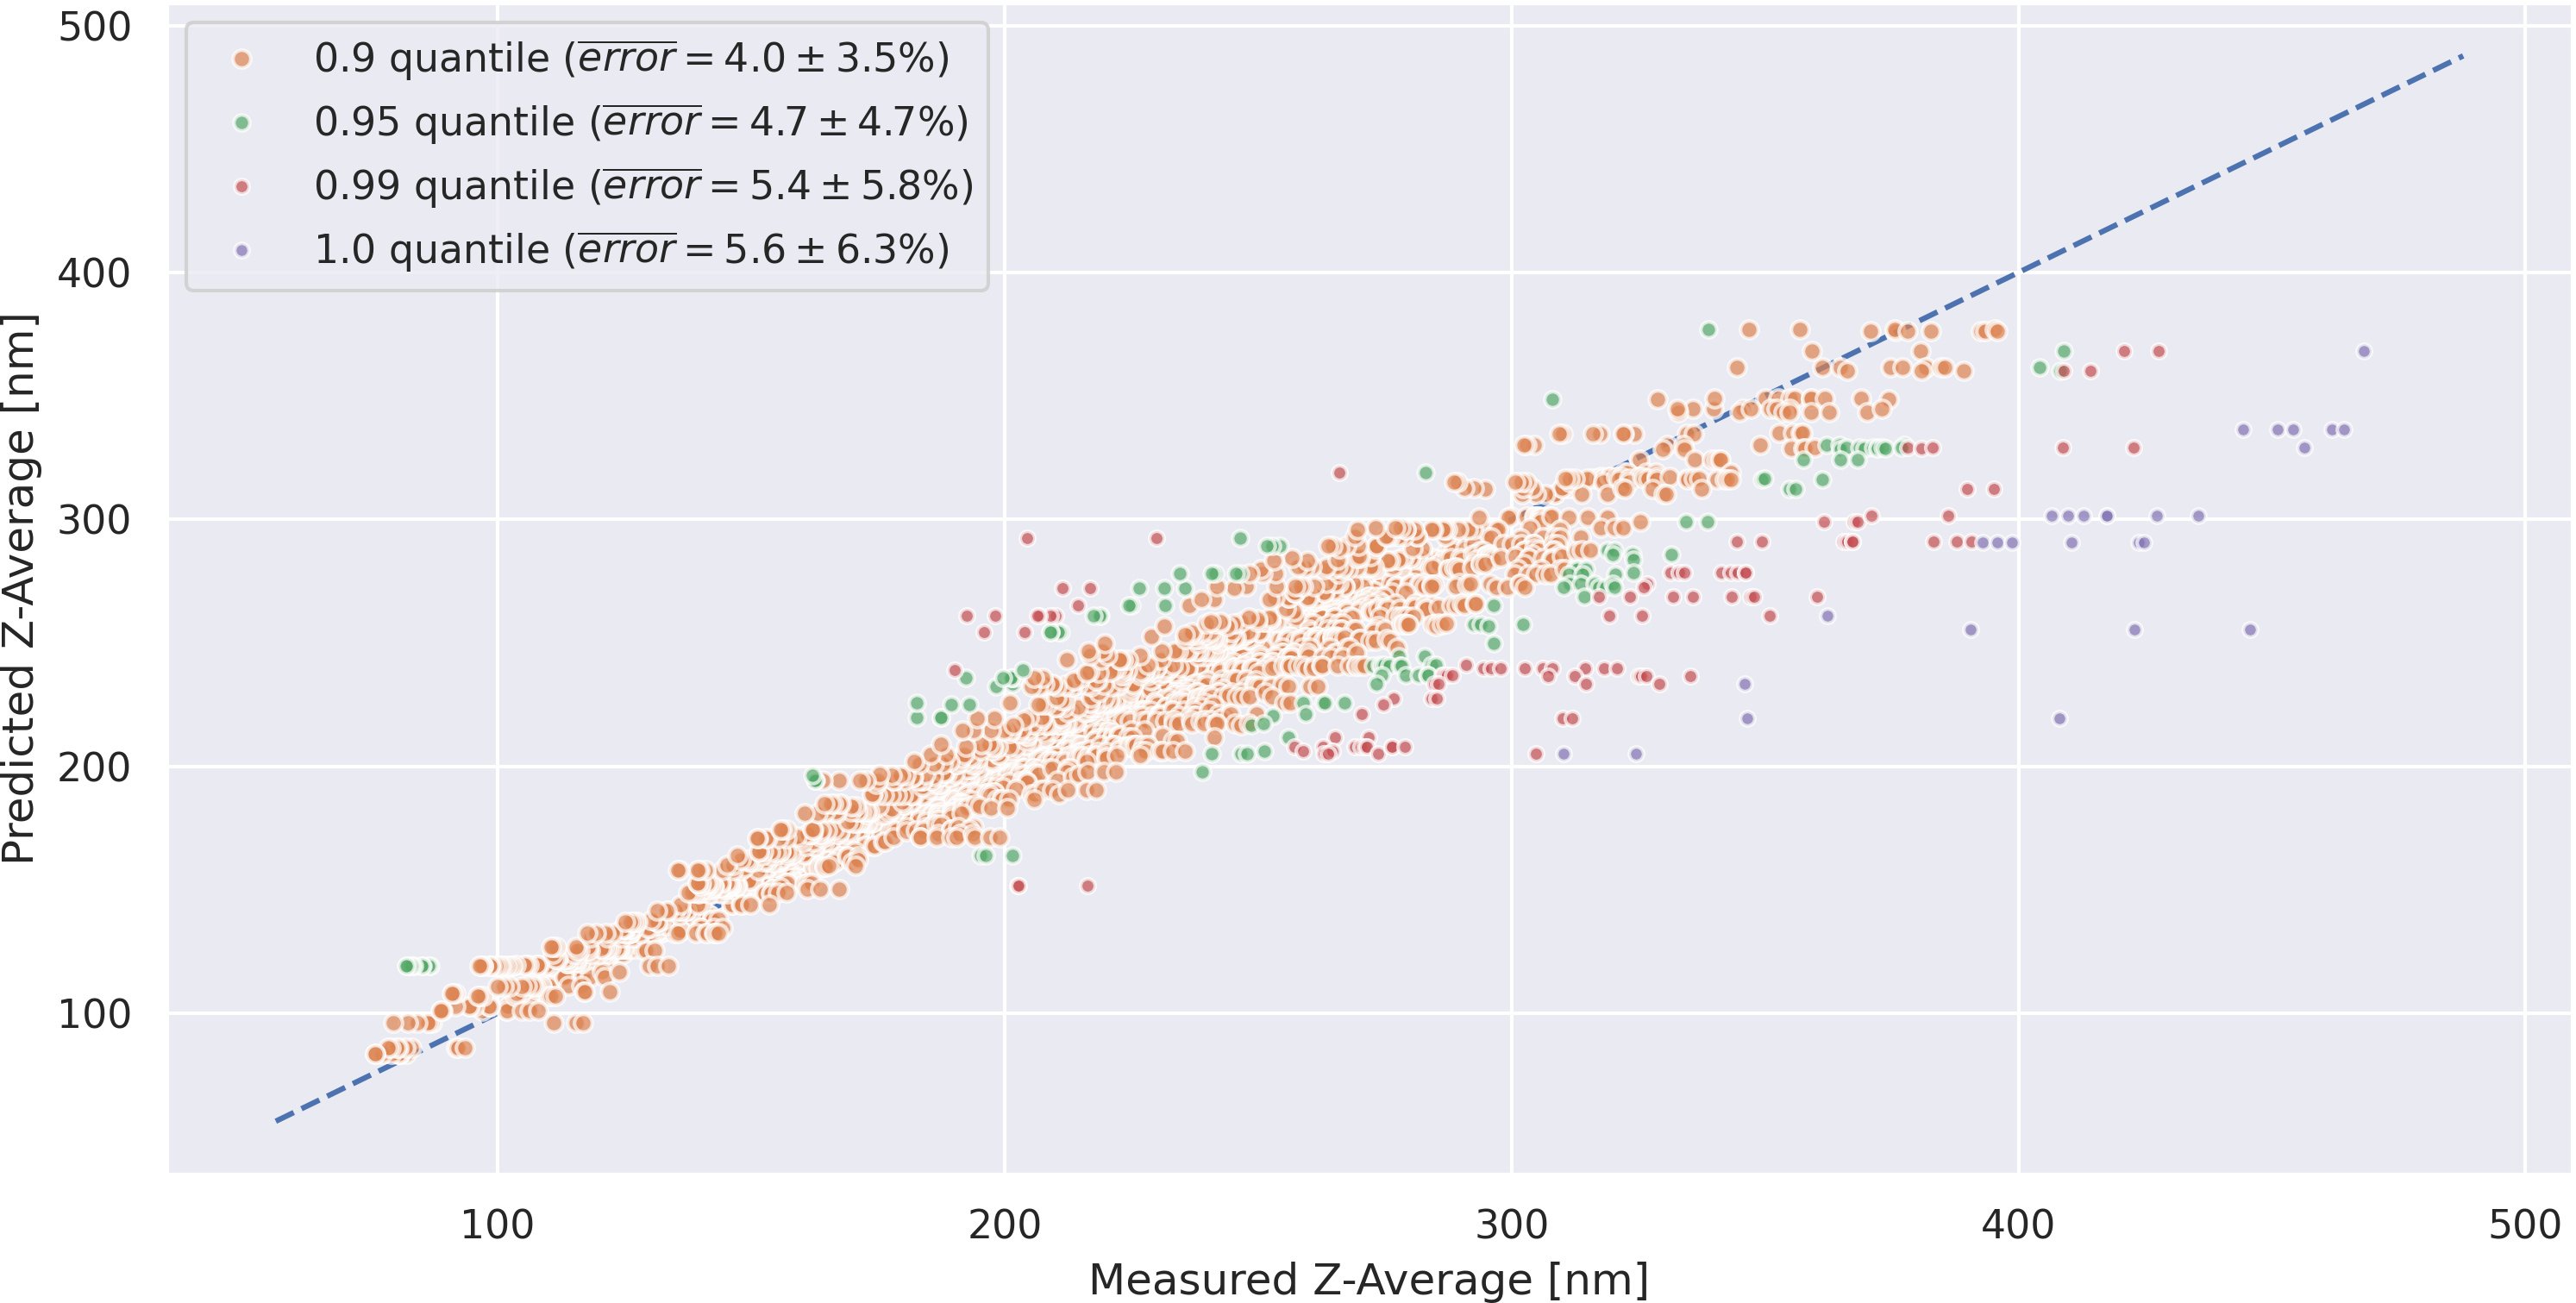 500
400
300
200
100
Predicted Z-Average [nm]
0.9 quantile (error = 4.0 ± 3.5%)
0.95 quantile (error = 4.7 ± 4.7%)
0.99 quantile (error = 5.4 ± 5.8%)
1.0 quantile (error = 5.6 ± 6.3%)
100 200 300 400 500
Measured Z-Average [nm]